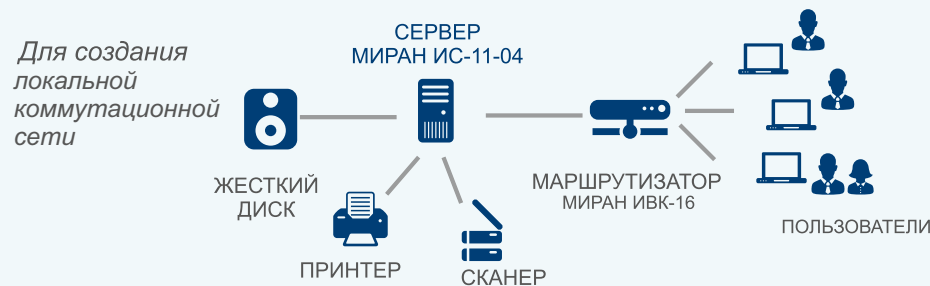 Для создания
локальной
коммутационной
сети
СЕРВЕР
МИРАН ИС-11-04
ЖЕСТКИЙ
ДИСК
ПРИНТЕР
СКАНЕР
МАРШРУТИЗАТОР
МИРАН ИВК-16
ПОЛЬЗОВАТЕЛИ